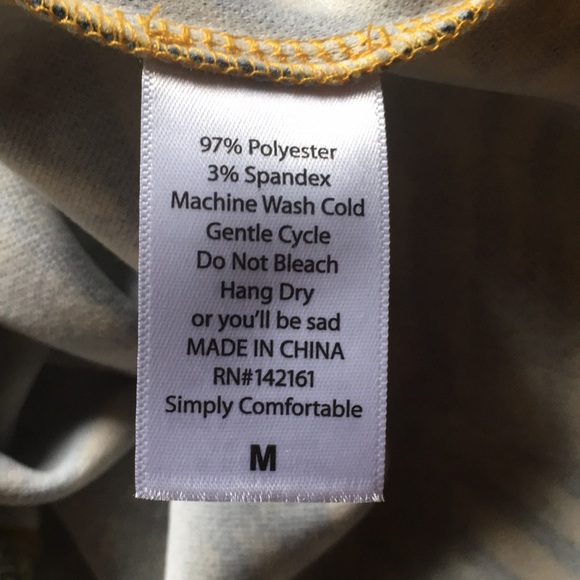 97% Polyester
3% Spandex
Machine Wash Cold
Gentle Cycle
Do Not Bleach
Hang Dry
or you'll be sad
MADE IN CHINA
RN#142161
Simply Comfortable
M